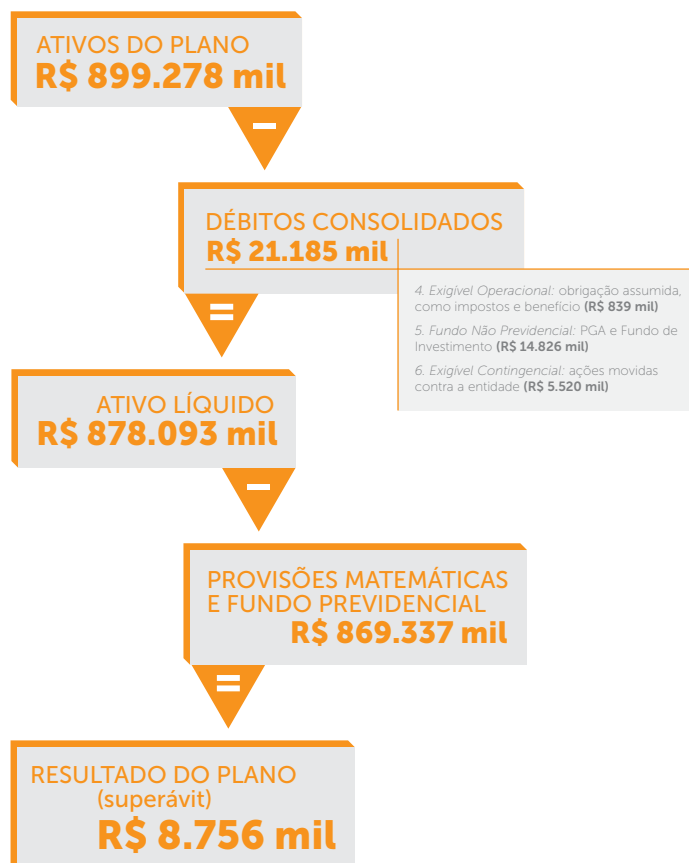 ATIVOS DO PLANO
R$ 899.278 mil
–
DÉBITOS CONSOLIDADOS
R$ 21.185 mil
4. Exigível Operacional: obrigação assumida,
como impostos e benefício (R$ 839 mil)
5. Fundo Não Previdencial: PGA e Fundo de
Investimento (R$ 14.826 mil)
6. Exigível Contingencial: ações movidas
contra a entidade (R$ 5.520 mil)
=
ATIVO LÍQUIDO
R$ 878.093 mil
–
PROVISÕES MATEMÁTICAS
E FUNDO PREVIDENCIAL
R$ 869.337 mil
=
RESULTADO DO PLANO
(superávit)
R$ 8.756 mil